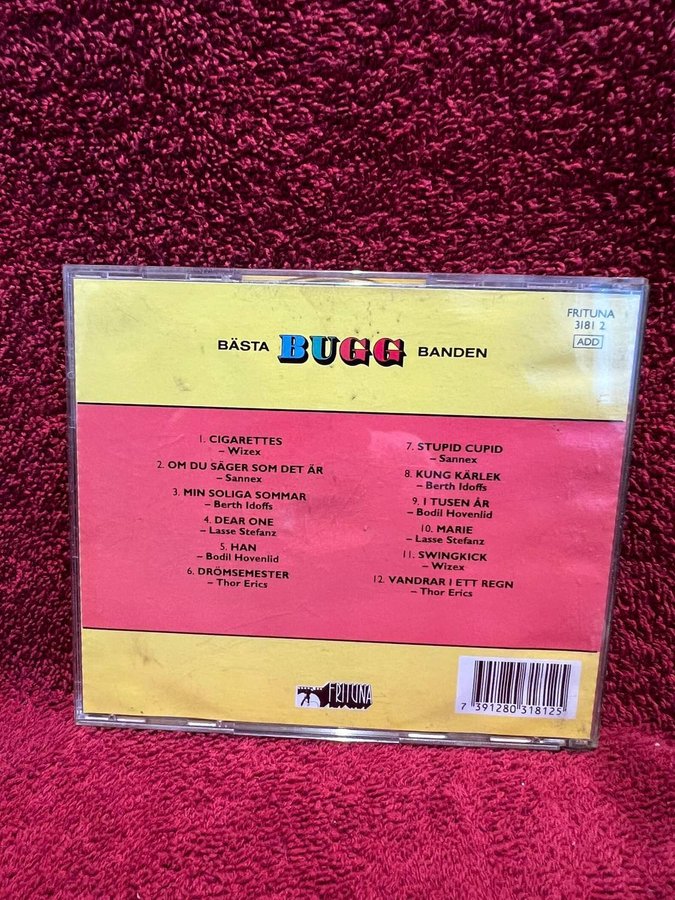 FRITUNA
3181 2
ADD
BÄSTA BUGG BANDEN
1. CIGARETTES
– Wizex
2. OM DU SÄGER SOM DET ÄR
– Sannex
3. MIN SOLIGA SOMMAR
– Berth Idoffs
4. DEAR ONE
– Lasse Stefanz
5. HAN
– Bodil Hovenlid
6. DRÖMSEMESTER
– Thor Erics
7. STUPID CUPID
– Sannex
8. KUNG KÄRLEK
– Berth Idoffs
9. I TUSEN ÅR
– Bodil Hovenlid
10. MARIE
– Lasse Stefanz
11. SWINGKICK
– Wizex
12. VANDRAR I ETT REGN
– Thor Erics
FRITUNA
7 391280 318125